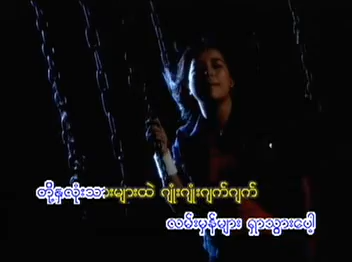 တို့နှလုံးသားများထဲ ဂျုံးဂျုံးဂျက်ဂျက်
လမ်းမှန်များ ရှာသွားပေါ့